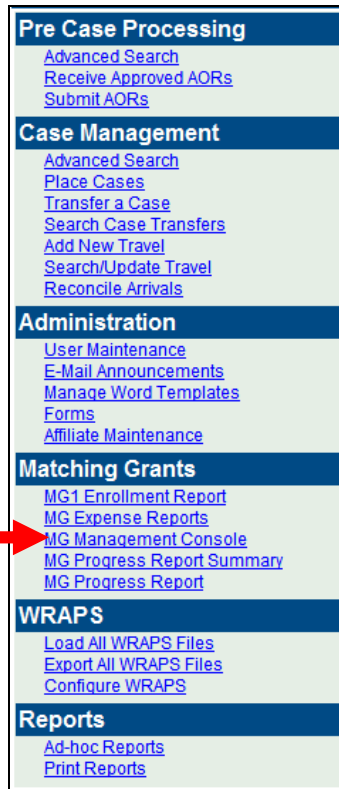 Pre Case Processing
Advanced Search
Receive Approved AORs
Submit AORs
Case Management
Advanced Search
Place Cases
Transfer a Case
Search Case Transfers
Add New Travel
Search/Update Travel
Reconcile Arrivals
Administration
User Maintenance
E-Mail Announcements
Manage Word Templates
Forms
Affiliate Maintenance
Matching Grants
MG1 Enrollment Report
MG Expense Reports
MG Management Console
MG Progress Report Summary
MG Progress Report
WRAPS
Load All WRAPS Files
Export All WRAPS Files
Configure WRAPS
Reports
Ad-hoc Reports
Print Reports